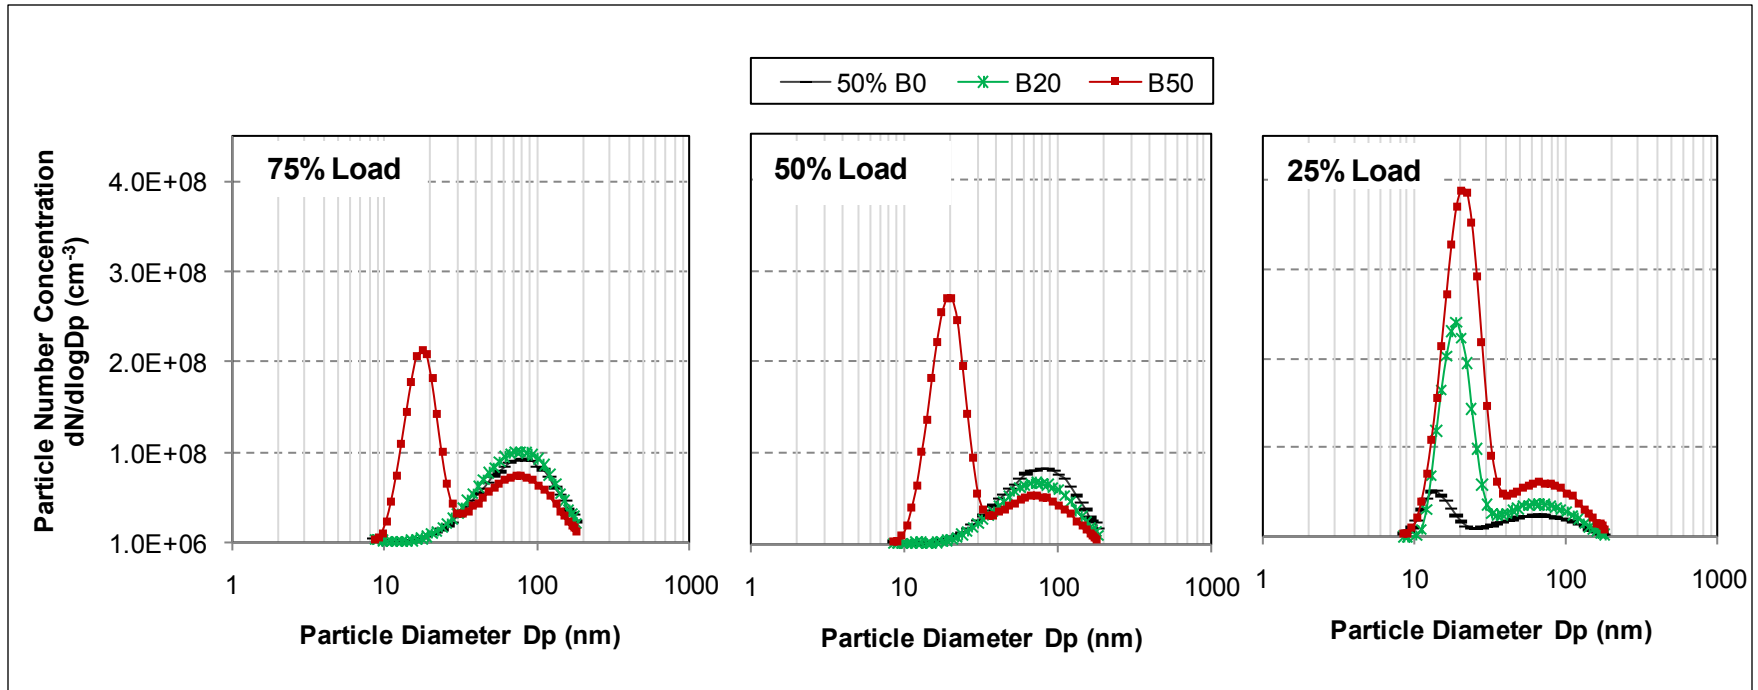 50% B0 B20 B50
75% Load 50% Load 25% Load
Particle Number Concentration
dN/dlogDp (cm-3)
4.0E+08
3.0E+08
2.0E+08
1.0E+08
1.0E+06
1 10 100 1000 1 10 100 1000 1 10 100 1000
Particle Diameter Dp (nm) Particle Diameter Dp (nm) Particle Diameter Dp (nm)